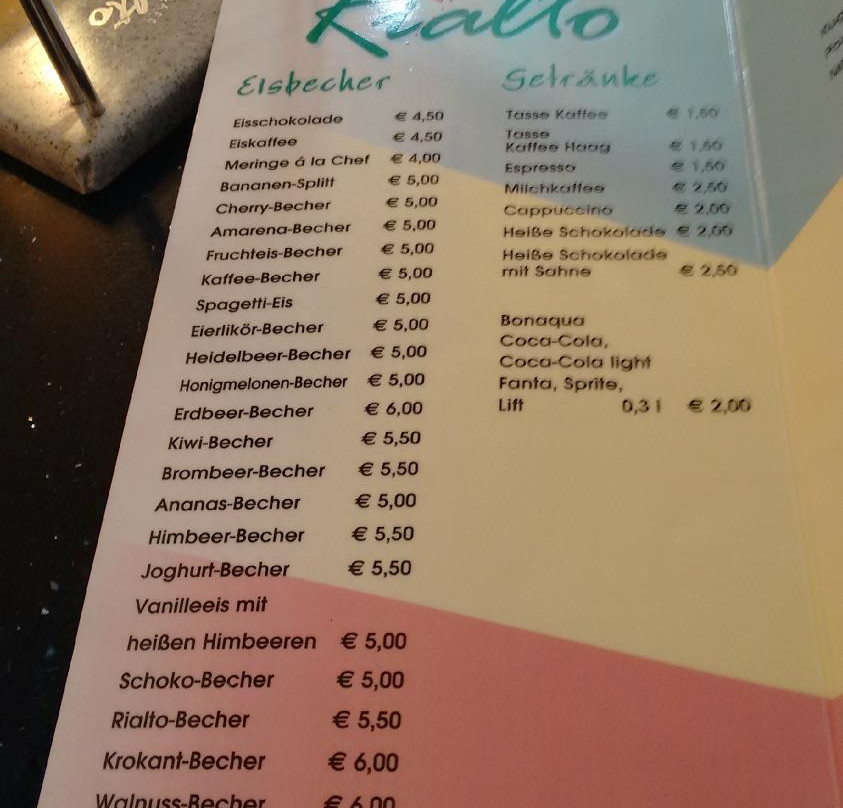 Rialto
Eisbecher
Eisschokolade € 4,50
Eiskaffee € 4,50
Meringe á la Chef € 4,00
Bananen-Splitt € 5,00
Cherry-Becher € 5,00
Amarena-Becher € 5,00
Fruchteis-Becher € 5,00
Kaffee-Becher € 5,00
Spagetti-Eis € 5,00
Eierlikör-Becher € 5,00
Heidelbeer-Becher € 5,00
Honigmelonen-Becher € 5,00
Erdbeer-Becher € 6,00
Kiwi-Becher € 5,50
Brombeer-Becher € 5,50
Ananas-Becher € 5,00
Himbeer-Becher € 5,50
Joghurt-Becher € 5,50
Vanilleeis mit
heißen Himbeeren € 5,00
Schoko-Becher € 5,00
Rialto-Becher € 5,50
Krokant-Becher € 6,00
Walnuss-Becher € 6,00
Getränke
Tasse Kaffee € 1,50
Tasse
Kaffee Haag € 1,50
Espresso € 1,50
Milchkaffee € 2,50
Cappuccino € 2,00
Heiße Schokolade € 2,00
Heiße Schokolade
mit Sahne € 2,50
Bonaqua
Coca-Cola,
Coca-Cola light
Fanta, Sprite,
Lift 0,3 l € 2,00